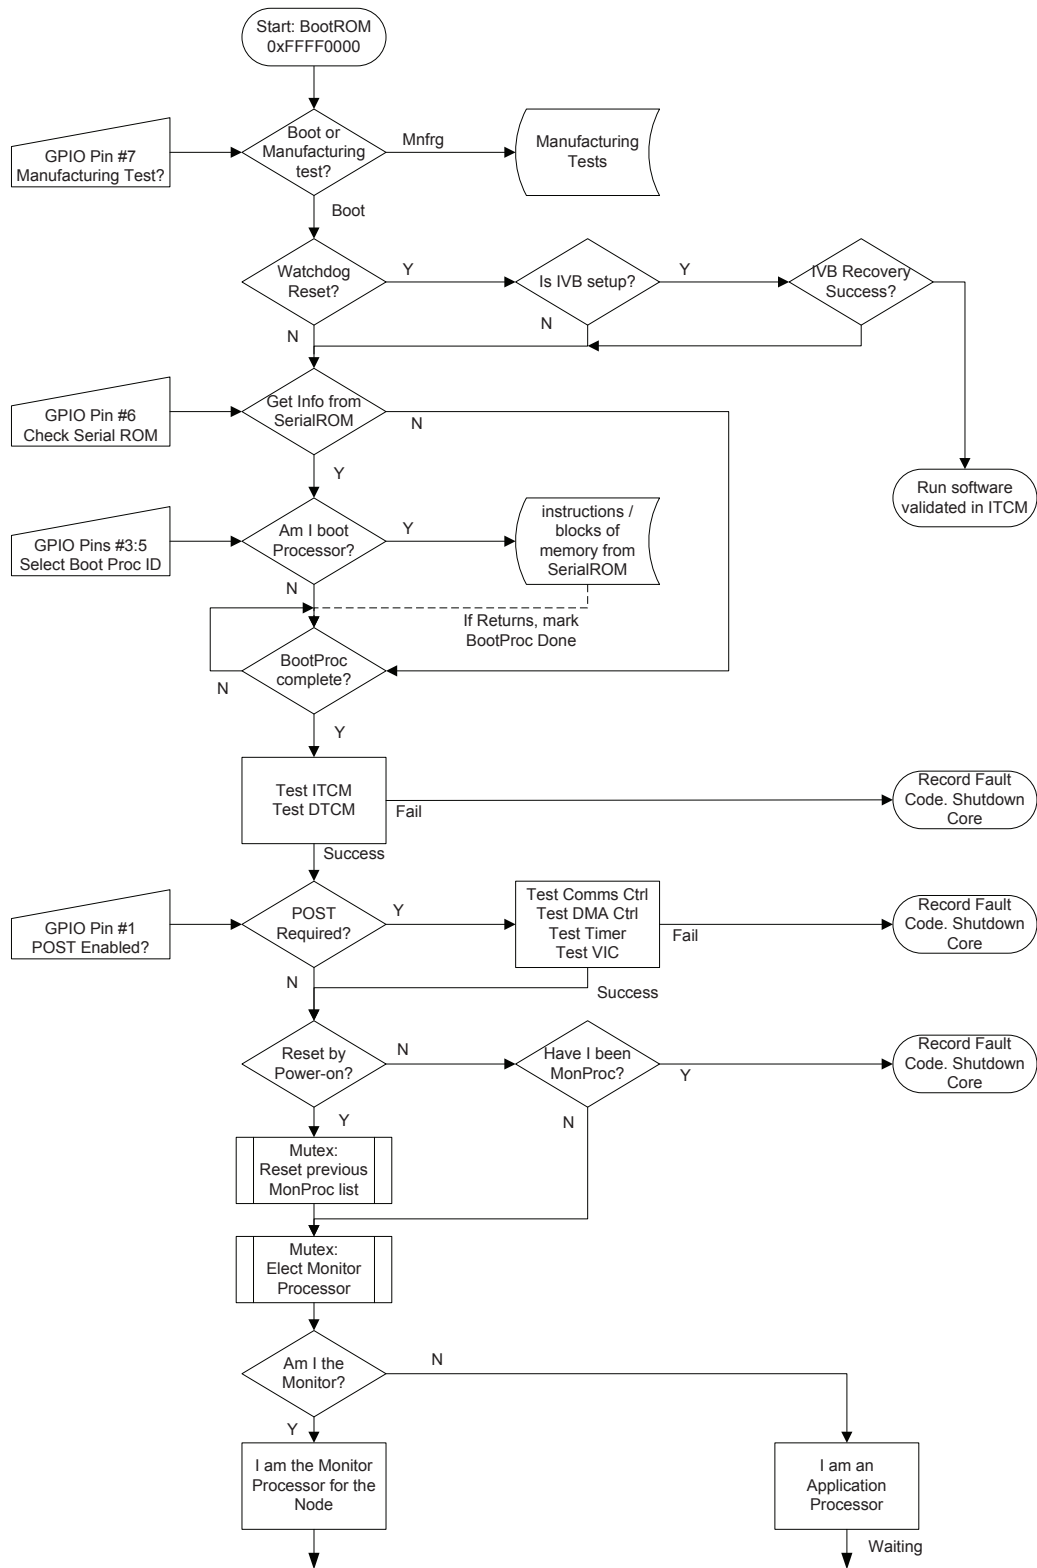 Start: BootROM
0xFFFF0000
GPIO Pin #7
Manufacturing Test?
Boot or
Manufacturing
test?
Mnfrg
Manufacturing
Tests
Boot
Watchdog
Reset?
Y
Is IVB setup?
Y
IVB Recovery
Success?
N
N
GPIO Pin #6
Check Serial ROM
Get Info from
SerialROM
N
Y
Run software
validated in ITCM
GPIO Pins #3:5
Select Boot Proc ID
Am I boot
Processor?
Y
instructions /
blocks of
memory from
SerialROM
N
If Returns, mark
BootProc Done
BootProc
complete?
N
Y
Test ITCM
Test DTCM
Fail
Record Fault
Code. Shutdown
Core
Success
GPIO Pin #1
POST Enabled?
POST
Required?
Y
Test Comms Ctrl
Test DMA Ctrl
Test Timer
Test VIC
Fail
Record Fault
Code. Shutdown
Core
N
Success
Reset by
Power-on?
N
Have I been
MonProc?
Y
Record Fault
Code. Shutdown
Core
Y
N
Mutex:
Reset previous
MonProc list
Mutex:
Elect Monitor
Processor
Am I the
Monitor?
N
Y
I am the Monitor
Processor for the
Node
I am an
Application
Processor
Waiting